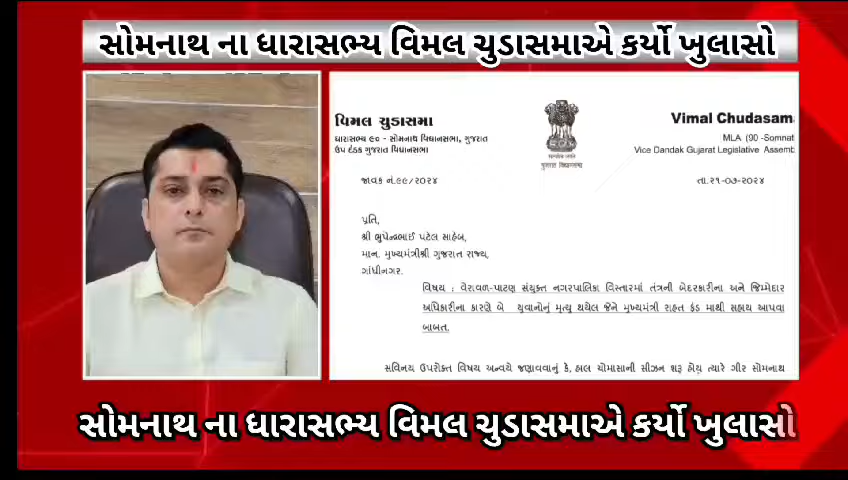 સોમનાથ ના ધારાસભ્ય વિમલ ચુડાસમાએ કર્યો ખુલાસો
વિમલ ચુડાસમા
ધારાસભ્ય ૯૦ - સોમનાથ વિધાનસભા, ગુજરાત
ઉપ દંડક ગુજરાત વિધાનસભા
Vimal Chudasam
MLA (90 -Somnat
Vice Dandak Gujarat Legislative Assemb
ગુજરાત વિધાનસભા
જાવક નં.૯૯/૨૦૨૪
તા.૨૧-૦૭-૨૦૨૪
પ્રતિ,
શ્રી ભુપેન્દ્રભાઈ પટેલ સાહેબ,
માન. મુખ્યમંત્રીશ્રી ગુજરાત રાજ્ય,
ગાંધીનગર.
વિષય : વેરાવળ-પાટણ સંયુક્ત નગરપાલિકા વિસ્તારમાં તંત્રની બેદરકારીના અને જિમ્મેદાર
અધિકારીના કારણે બે યુવાનોનું મૃત્યુ થયેલ જેને મુખ્યમંત્રી રાહત ફંડ માથી સહાય આપવા
બાબત.
સવિનય ઉપરોક્ત વિષય અન્વયે જણાવવાનું કે, હાલ ચોમાસાની સીઝન શરૂ હોય ત્યારે ગીર સોમનાથ
સોમનાથ ના ધારાસભ્ય વિમલ ચુડાસમાએ કર્યો ખુલાસો